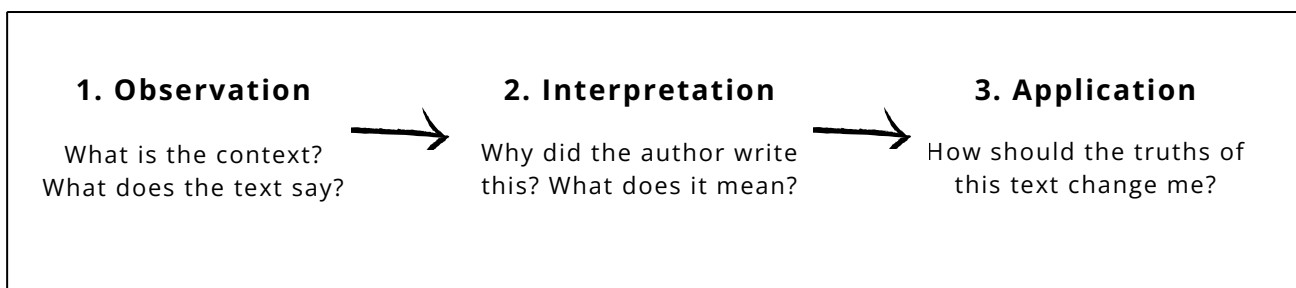 1. Observation
What is the context?
What does the text say?
2. Interpretation
Why did the author write
this? What does it mean?
3. Application
How should the truths of
this text change me?